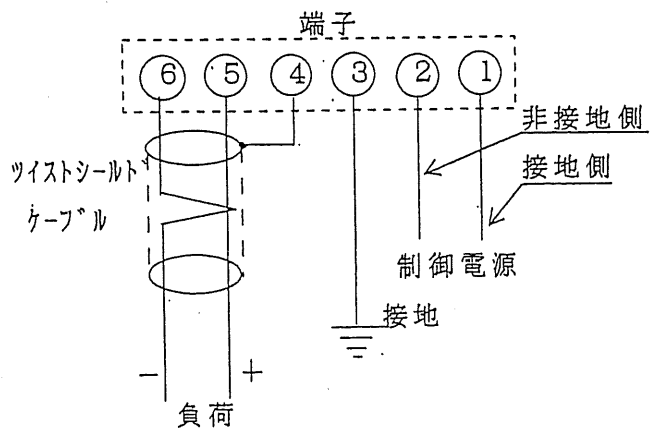 端子
6 5 4 3 2 1
非接地側
ツイストシールド
接地側
ケーブル
制御電源
接地
− +
負荷